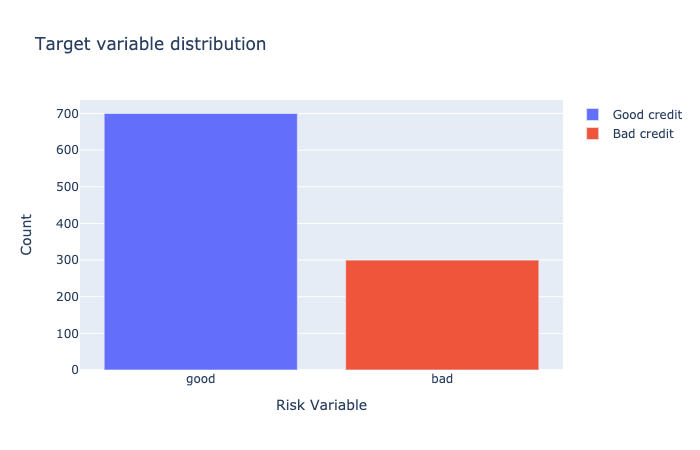 Target variable distribution
Good credit
Bad credit
700
600
500
400
300
200
100
0
Count
good
bad
Risk Variable